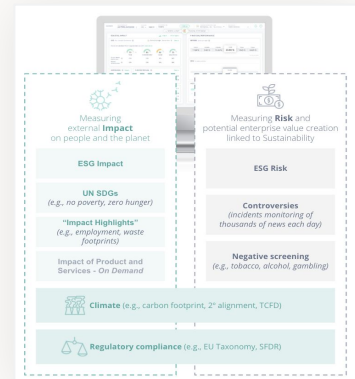 Measuring
external Impact
on people and the planet
ESG Impact
UN SDGs
(e.g., no poverty, zero hunger)
“Impact Highlights”
(e.g., employment, waste
footprints)
Impact of Product and
Services - On Demand
Measuring Risk and
potential enterprise value creation
linked to Sustainability
ESG Risk
Controversies
(incidents monitoring of
thousands of news each day)
Negative screening
(e.g., tobacco, alcohol, gambling)
Climate (e.g., carbon footprint, 2° alignment, TCFD)
Regulatory compliance (e.g., EU Taxonomy, SFDR)